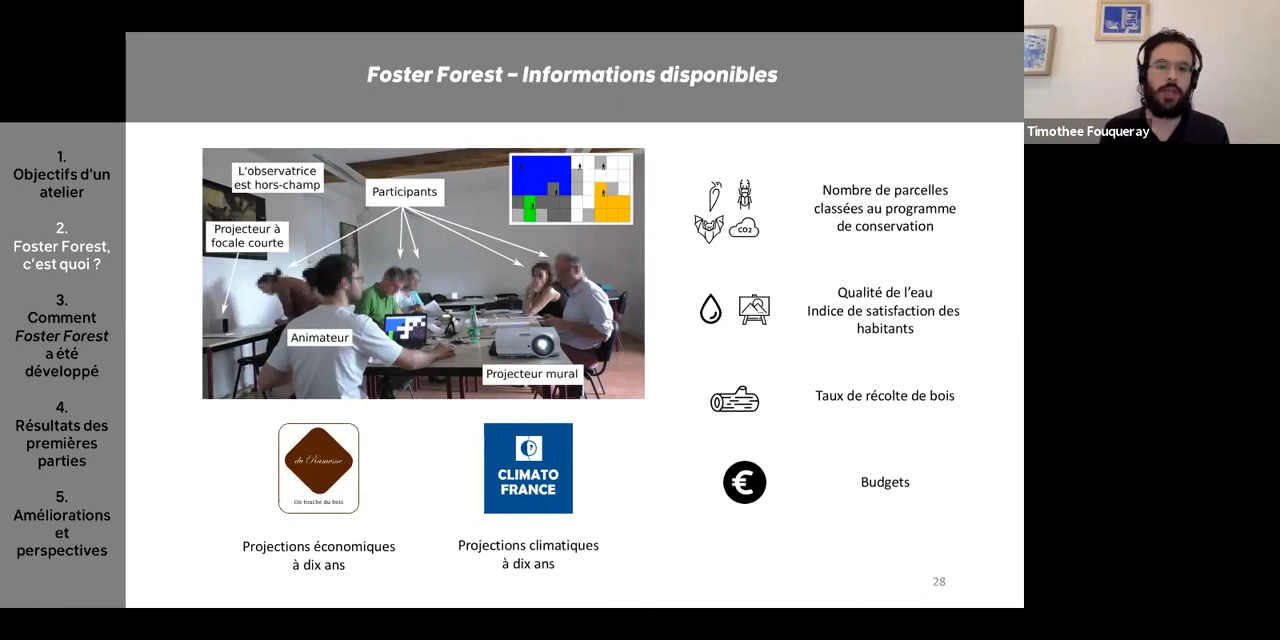 Foster Forest – Informations disponibles
1.
Objectifs d'un
atelier
2.
Foster Forest,
c'est quoi ?
3.
Comment
Foster Forest
a été
développé
4.
Résultats des
premières
parties
5.
Améliorations
et
perspectives
L'observatrice
est hors-champ
Participants
Projecteur à
focale courte
Animateur
Projecteur mural
du Ramesne
On touche du bois
Projections économiques
à dix ans
?
CLIMATO
FRANCE
Projections climatiques
à dix ans
CO2
Nombre de parcelles
classées au programme
de conservation
Qualité de l'eau
Indice de satisfaction des
habitants
Taux de récolte de bois
€
Budgets
28
Timothee Fouqueray